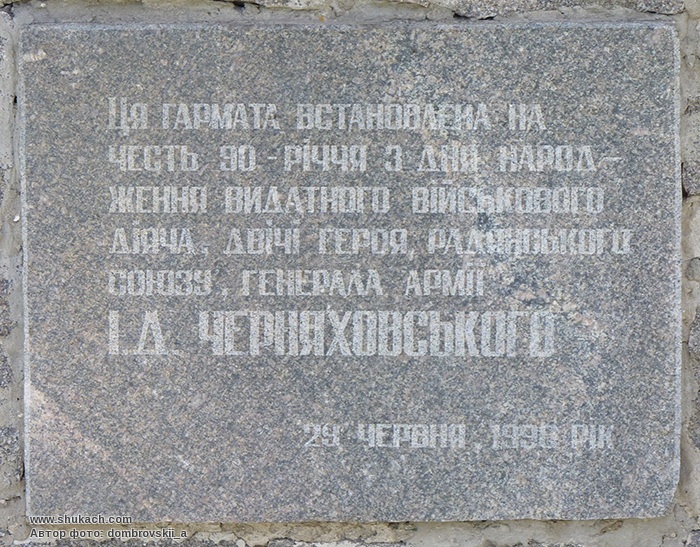 ЦЯ ГАРМАТА ВСТАНОВЛЕНА НА
ЧЕСТЬ 90-РІЧЧЯ З ДНЯ НАРОД-
ЖЕННЯ ВИДАТНОГО ВІЙСЬКОВОГО
ДІЯЧА, ДВІЧІ ГЕРОЯ, РАДЯНСЬКОГО
СОЮЗУ, ГЕНЕРАЛА АРМІЇ
І.Д. ЧЕРНЯХОВСЬКОГО
29 ЧЕРВНЯ, 1996 РІК
www.shukach.com
Автор фото: dombrovskii_a